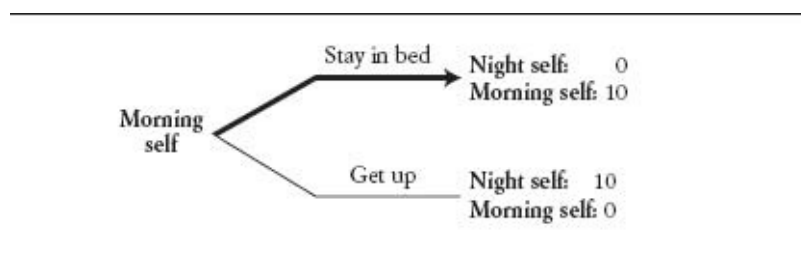 Stay in bed
Night self: 0
Morning self: 10
Morning
self
Get up
Night self: 10
Morning self: 0